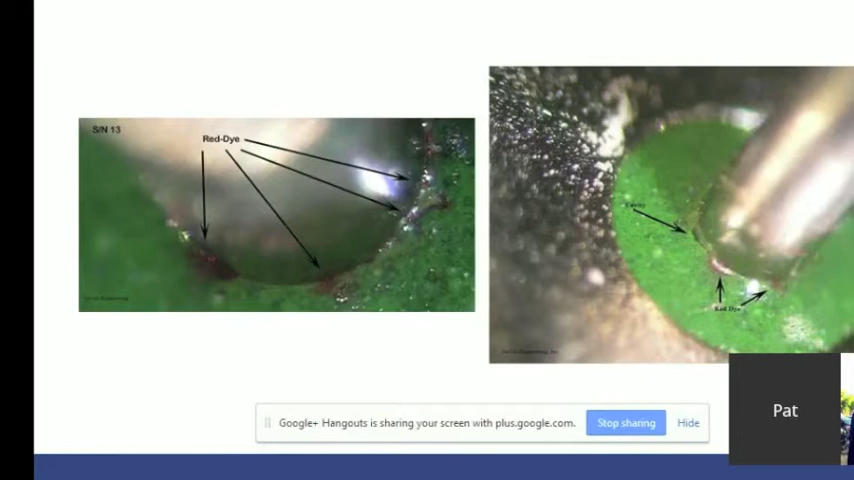 S/N 13
Red-Dye
Cavity
Red Dye
Google+ Hangouts is sharing your screen with plus.google.com.
Stop sharing
Hide
Pat